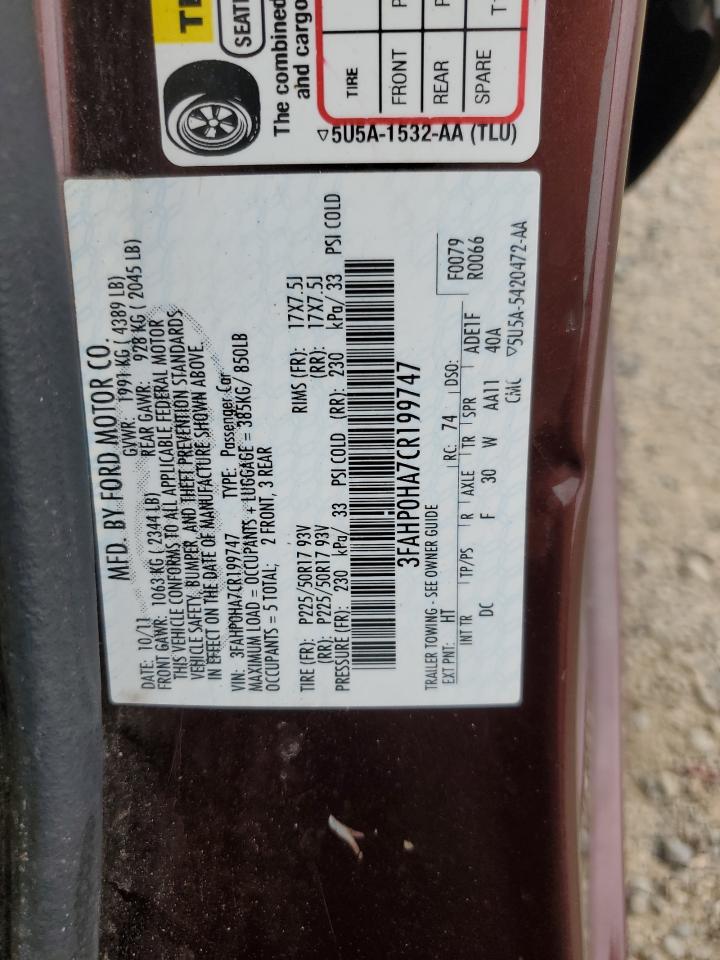 TI
SEATI
The combined
and cargo
TIRE
FRONT P
REAR P
SPARE T1
▽5U5A-1532-AA (TLU)
MFD. BY FORD MOTOR CO.
DATE: 10/11 GVWR: 1991 KG ( 4389 LB)
FRONT GAWR: 1063 KG ( 2344 LB) REAR GAWR: 928 KG ( 2045 LB)
THIS VEHICLE CONFORMS TO ALL APPLICABLE FEDERAL MOTOR
VEHICLE SAFETY, BUMPER, AND THEFT PREVENTION STANDARDS
IN EFFECT ON THE DATE OF MANUFACTURE SHOWN ABOVE.
VIN: 3FAHP0HA7CR199747 TYPE: Passenger Car
MAXIMUM LOAD = OCCUPANTS + LUGGAGE = 385KG/ 850LB
OCCUPANTS = 5 TOTAL; 2 FRONT, 3 REAR
TIRE (FR): P225/50R17 93V RIMS (FR): 17X7.5J
(RR): P225/50R17 93V (RR): 17X7.5J
PRESSURE (FR): 230 kPa/ 33 PSI COLD (RR): 230 kPa/ 33 PSI COLD
3FAHP0HA7CR199747
TRAILER TOWING - SEE OWNER GUIDE
EXT PNT: HT RC: 74 DSO: F0079
R0066
INT TR TP/PS R AXLE TR SPR ADE1F
DC F 30 W AA11 40A
CMC ▽5U5A-5420472-AA